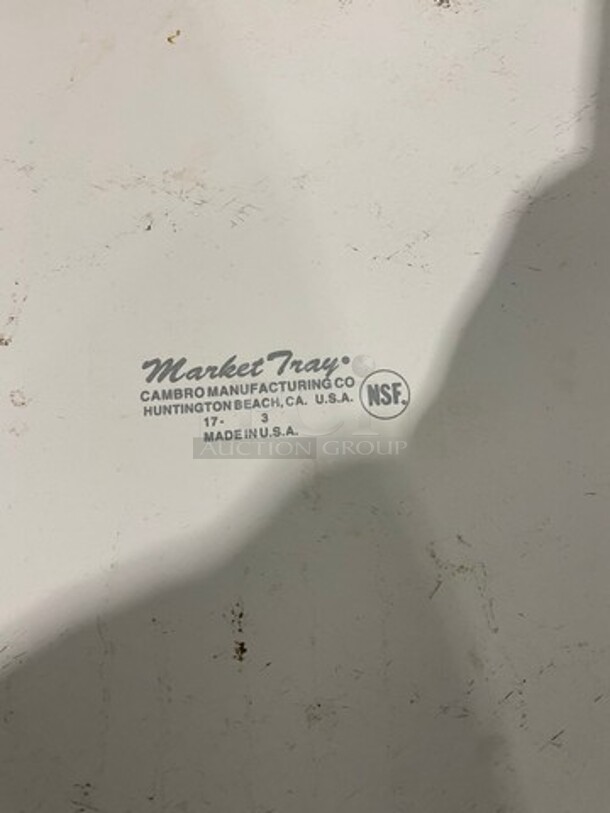 Market Tray
CAMBRO MANUFACTURING CO
HUNTINGTON BEACH, CA. U.S.A.
NSF.
17- 3
MADE IN U.S.A.
AUCTION GROUP